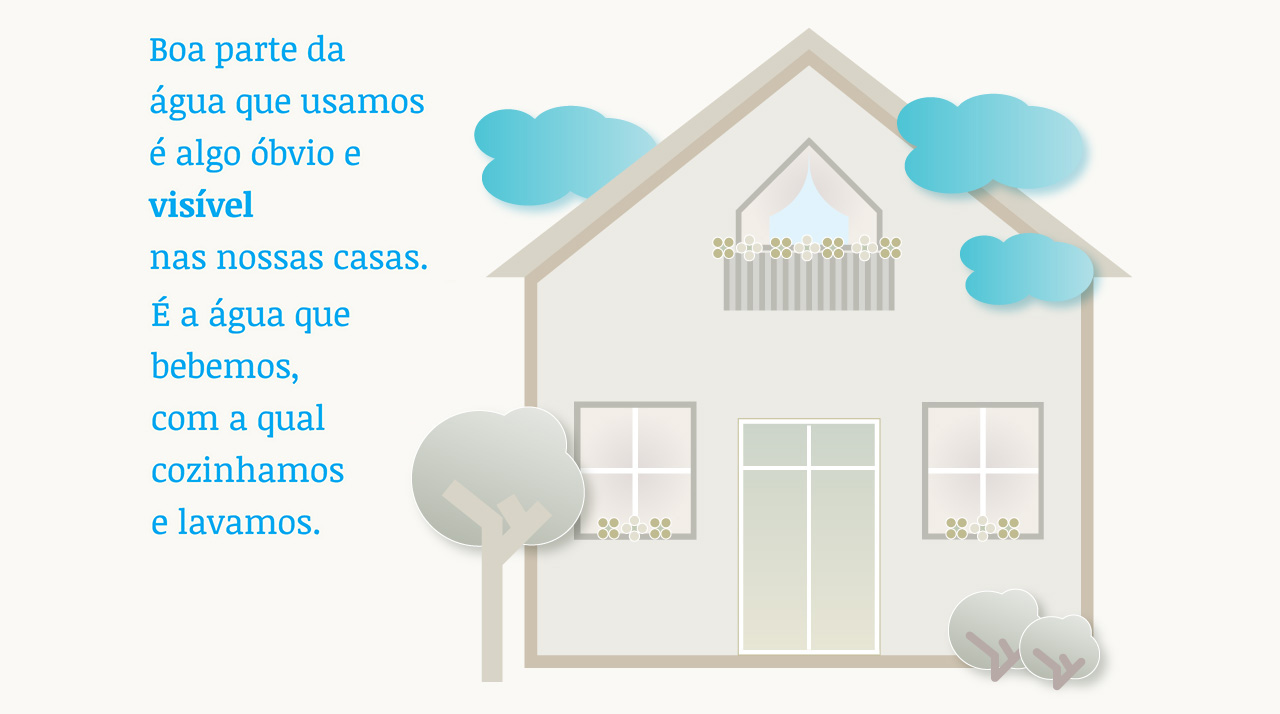 Boa parte da
água que usamos
é algo óbvio e
visível
nas nossas casas.
É a água que
bebemos,
com a qual
cozinhamos
e lavamos.